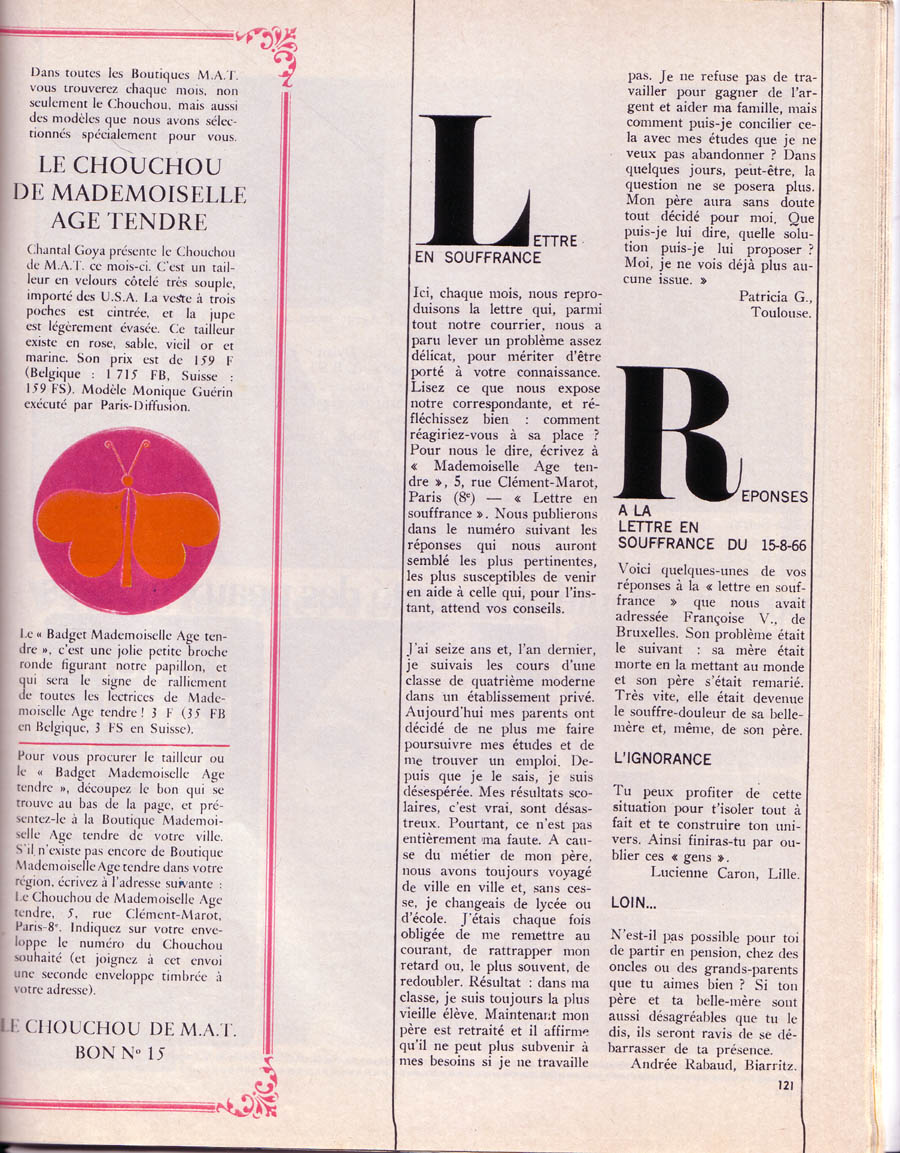 Dans toutes les Boutiques M.A.T.
vous trouverez chaque mois, non
seulement le Chouchou, mais aussi
des modèles que nous avons sélec-
tionnés spécialement pour vous.
LE CHOUCHOU
DE MADEMOISELLE
AGE TENDRE
Chantal Goya présente le Chouchou
de M.A.T. ce mois-ci. C'est un tail-
leur en velours côtelé très souple,
importé des U.S.A. La veste à trois
poches est cintrée, et la jupe
est légèrement évasée. Ce tailleur
existe en rose, sable, vieil or et
marine. Son prix est de 159 F
(Belgique : 1 715 FB, Suisse :
159 FS). Modèle Monique Guérin
exécuté par Paris-Diffusion.
Le « Badget Mademoiselle Age ten-
dre », c'est une jolie petite broche
ronde figurant notre papillon, et
qui sera le signe de ralliement
de toutes les lectrices de Made-
moiselle Age tendre ! 3 F (35 FB
en Belgique, 3 FS en Suisse).
Pour vous procurer le tailleur ou
le « Badget Mademoiselle Age
tendre », découpez le bon qui se
trouve au bas de la page, et pré-
sentez-le à la Boutique Mademoi-
selle Age tendre de votre ville.
S'il n'existe pas encore de Boutique
Mademoiselle Age tendre dans votre
région, écrivez à l'adresse suivante :
Le Chouchou de Mademoiselle Age
tendre, 5, rue Clément-Marot,
Paris-8e. Indiquez sur votre enve-
loppe le numéro du Chouchou
souhaité (et joignez à cet envoi
une seconde enveloppe timbrée à
votre adresse).
LE CHOUCHOU DE M.A.T.
BON No 15
LETTRE
EN SOUFFRANCE
Ici, chaque mois, nous repro-
duisons la lettre qui, parmi
tout notre courrier, nous a
paru lever un problème assez
délicat, pour mériter d'être
porté à votre connaissance.
Lisez ce que nous expose
notre correspondante, et ré-
fléchissez bien : comment
réagiriez-vous à sa place ?
Pour nous le dire, écrivez à
« Mademoiselle Age ten-
dre », 5, rue Clément-Marot,
Paris (8e) — « Lettre en
souffrance ». Nous publierons
dans le numéro suivant les
réponses qui nous auront
semblé les plus pertinentes,
les plus susceptibles de venir
en aide à celle qui, pour l'ins-
tant, attend vos conseils.
J'ai seize ans et, l'an dernier,
je suivais les cours d'une
classe de quatrième moderne
dans un établissement privé.
Aujourd'hui mes parents ont
décidé de ne plus me faire
poursuivre mes études et de
me trouver un emploi. De-
puis que je le sais, je suis
désespérée. Mes résultats sco-
laires, c'est vrai, sont désas-
treux. Pourtant, ce n'est pas
entièrement ma faute. A cau-
se du métier de mon père,
nous avons toujours voyagé
de ville en ville et, sans ces-
se, je changeais de lycée ou
d'école. J'étais chaque fois
obligée de me remettre au
courant, de rattrapper mon
retard ou, le plus souvent, de
redoubler. Résultat : dans ma
classe, je suis toujours la plus
vieille élève. Maintenant mon
père est retraité et il affirme
qu'il ne peut plus subvenir à
mes besoins si je ne travaille
pas. Je ne refuse pas de tra-
vailler pour gagner de l'ar-
gent et aider ma famille, mais
comment puis-je concilier ce-
la avec mes études que je ne
veux pas abandonner ? Dans
quelques jours, peut-être, la
question ne se posera plus.
Mon père aura sans doute
tout décidé pour moi. Que
puis-je lui dire, quelle solu-
tion puis-je lui proposer ?
Moi, je ne vois déjà plus au-
cune issue. »
Patricia G.,
Toulouse.
REPONSES
A LA
LETTRE EN
SOUFFRANCE DU 15-8-66
Voici quelques-unes de vos
réponses à la « lettre en souf-
france » que nous avait
adressée Françoise V., de
Bruxelles. Son problème était
le suivant : sa mère était
morte en la mettant au monde
et son père s'était remarié.
Très vite, elle était devenue
le souffre-douleur de sa belle-
mère et, même, de son père.
L'IGNORANCE
Tu peux profiter de cette
situation pour t'isoler tout à
fait et te construire ton uni-
vers. Ainsi finiras-tu par ou-
blier ces « gens ».
Lucienne Caron, Lille.
LOIN...
N'est-il pas possible pour toi
de partir en pension, chez des
oncles ou des grands-parents
que tu aimes bien ? Si ton
père et ta belle-mère sont
aussi désagréables que tu le
dis, ils seront ravis de se dé-
barrasser de ta présence.
Andrée Rabaud, Biarritz.
121